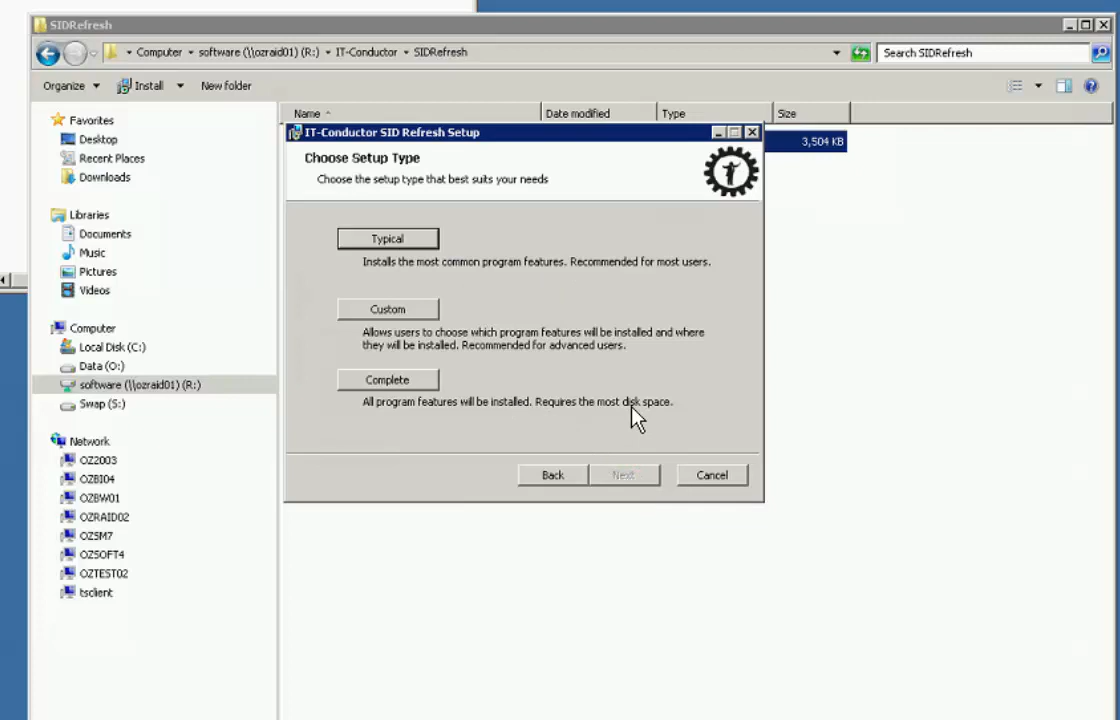 SIDRefresh
Computer software (\\ozraid01) (R:) IT-Conductor SIDRefresh
Search SIDRefresh
Organize Install New folder
Name Date modified Type Size
Favorites
Desktop
Recent Places
Downloads
Libraries
Documents
Music
Pictures
Videos
Computer
Local Disk (C:)
Data (O:)
software (\\ozraid01) (R:)
Swap (S:)
Network
OZ2003
OZBI04
OZBW01
OZRAID02
OZSM7
OZSOFT4
OZTEST02
tsclient
3,504 KB
IT-Conductor SID Refresh Setup
Choose Setup Type
Choose the setup type that best suits your needs
Typical
Installs the most common program features. Recommended for most users.
Custom
Allows users to choose which program features will be installed and where
they will be installed. Recommended for advanced users.
Complete
All program features will be installed. Requires the most disk space.
Back Next Cancel